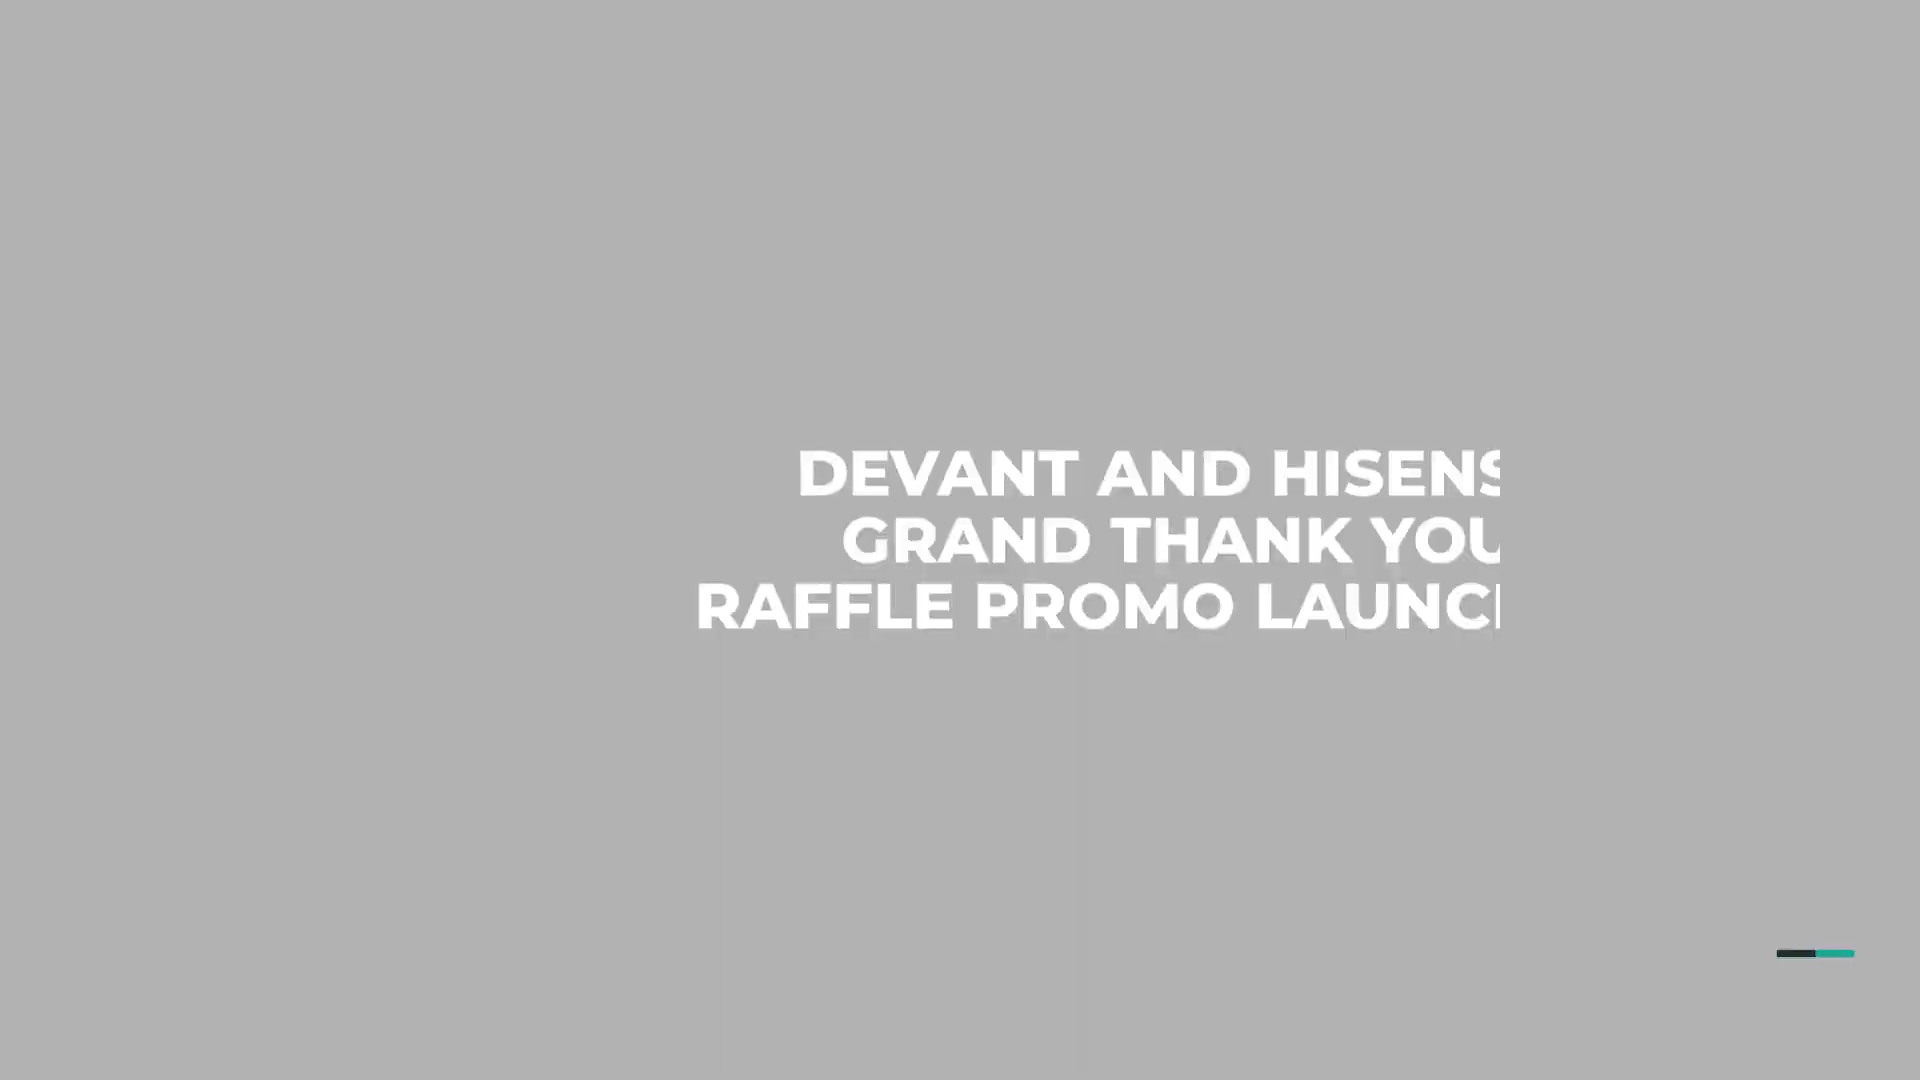 DEVANT AND HISENS
GRAND THANK YOU
RAFFLE PROMO LAUNC